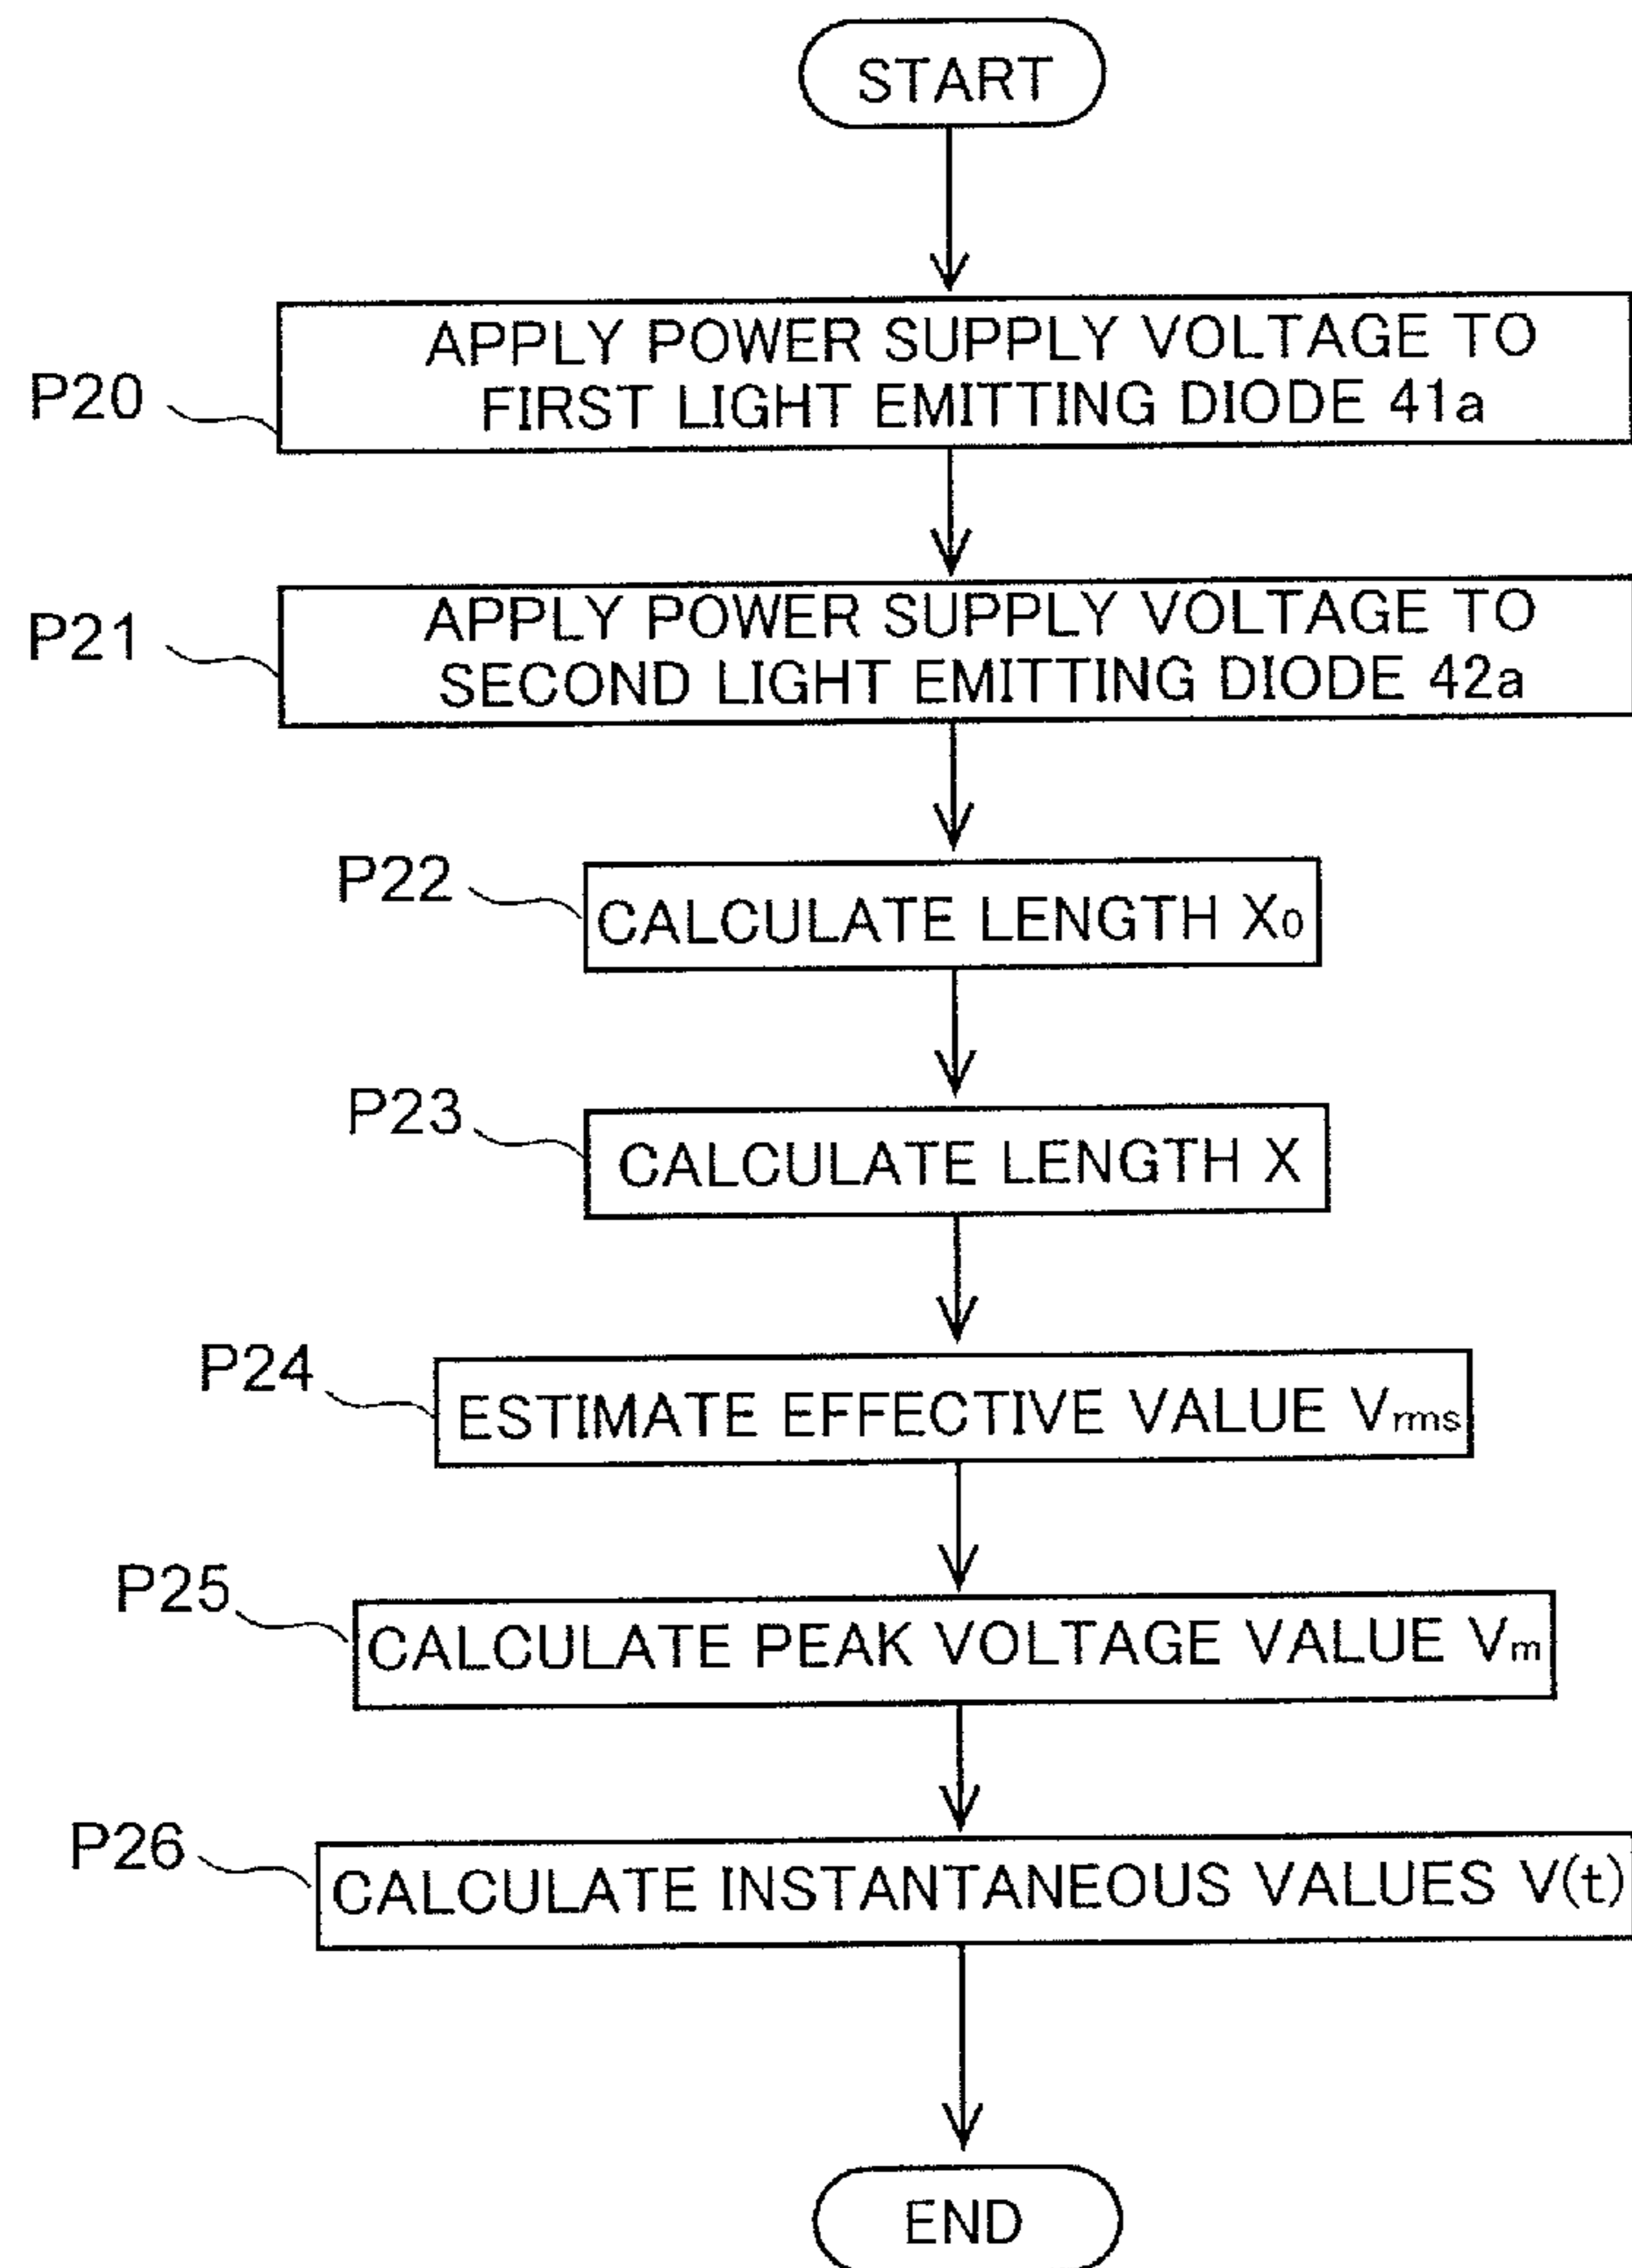 START
P20
APPLY POWER SUPPLY VOLTAGE TO
FIRST LIGHT EMITTING DIODE 41a
P21
APPLY POWER SUPPLY VOLTAGE TO
SECOND LIGHT EMITTING DIODE 42a
P22
CALCULATE LENGTH X₀
P23
CALCULATE LENGTH X
P24
ESTIMATE EFFECTIVE VALUE Vrms
P25
CALCULATE PEAK VOLTAGE VALUE Vm
P26
CALCULATE INSTANTANEOUS VALUES V(t)
END